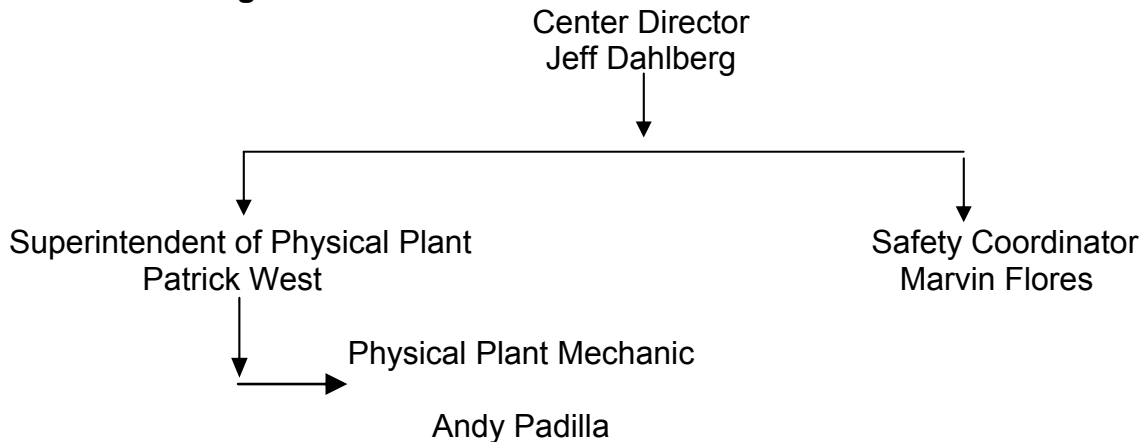 Center Director
Jeff Dahlberg
Superintendent of Physical Plant
Patrick West
Safety Coordinator
Marvin Flores
Physical Plant Mechanic
Andy Padilla